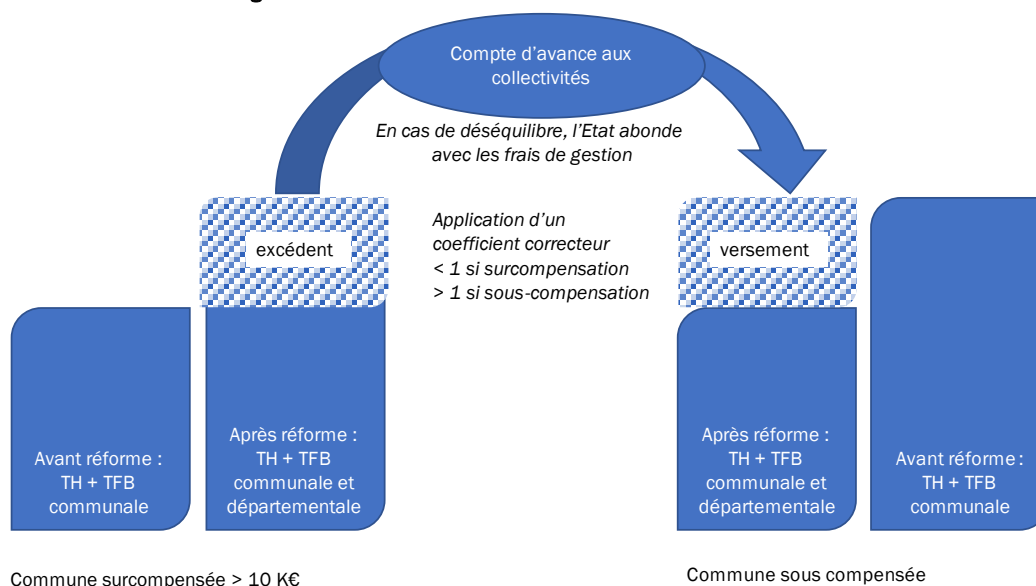 Compte d'avance aux
collectivités
En cas de déséquilibre, l'Etat abonde
avec les frais de gestion
excédent
Application d'un
coefficient correcteur
< 1 si surcompensation
> 1 si sous-compensation
versement
Avant réforme :
TH + TFB
communale
Après réforme :
TH + TFB
communale et
départementale
Après réforme :
TH + TFB
communale et
départementale
Avant réforme :
TH + TFB
communale
Commune surcompensée > 10 K€
Commune sous compensée